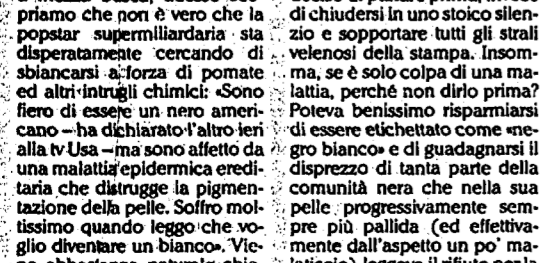 priamo che non è vero che la
popstar supermiliardaria sta
disperatamente cercando di
sbiancarsi a forza di pomate
ed altri intrugli chimici: «Sono
fiero di essere un nero ameri-
cano — ha dichiarato l'altro ieri
alla tv Usa — ma sono affetto da
una malattia epidermica eredi-
taria che distrugge la pigmen-
tazione della pelle. Soffro mol-
tissimo quando leggo che vo-
glio diventare un bianco». Vie-
di chiudersi in uno stoico silen-
zio e sopportare tutti gli strali
velenosi della stampa. Insom-
ma, se è solo colpa di una ma-
lattia, perché non dirlo prima?
Poteva benissimo risparmiarsi
di essere etichettato come «ne-
gro bianco» e di guadagnarsi il
disprezzo di tanta parte della
comunità nera che nella sua
pelle progressivamente sem-
pre più pallida (ed effettiva-
mente dall'aspetto un po' ma-